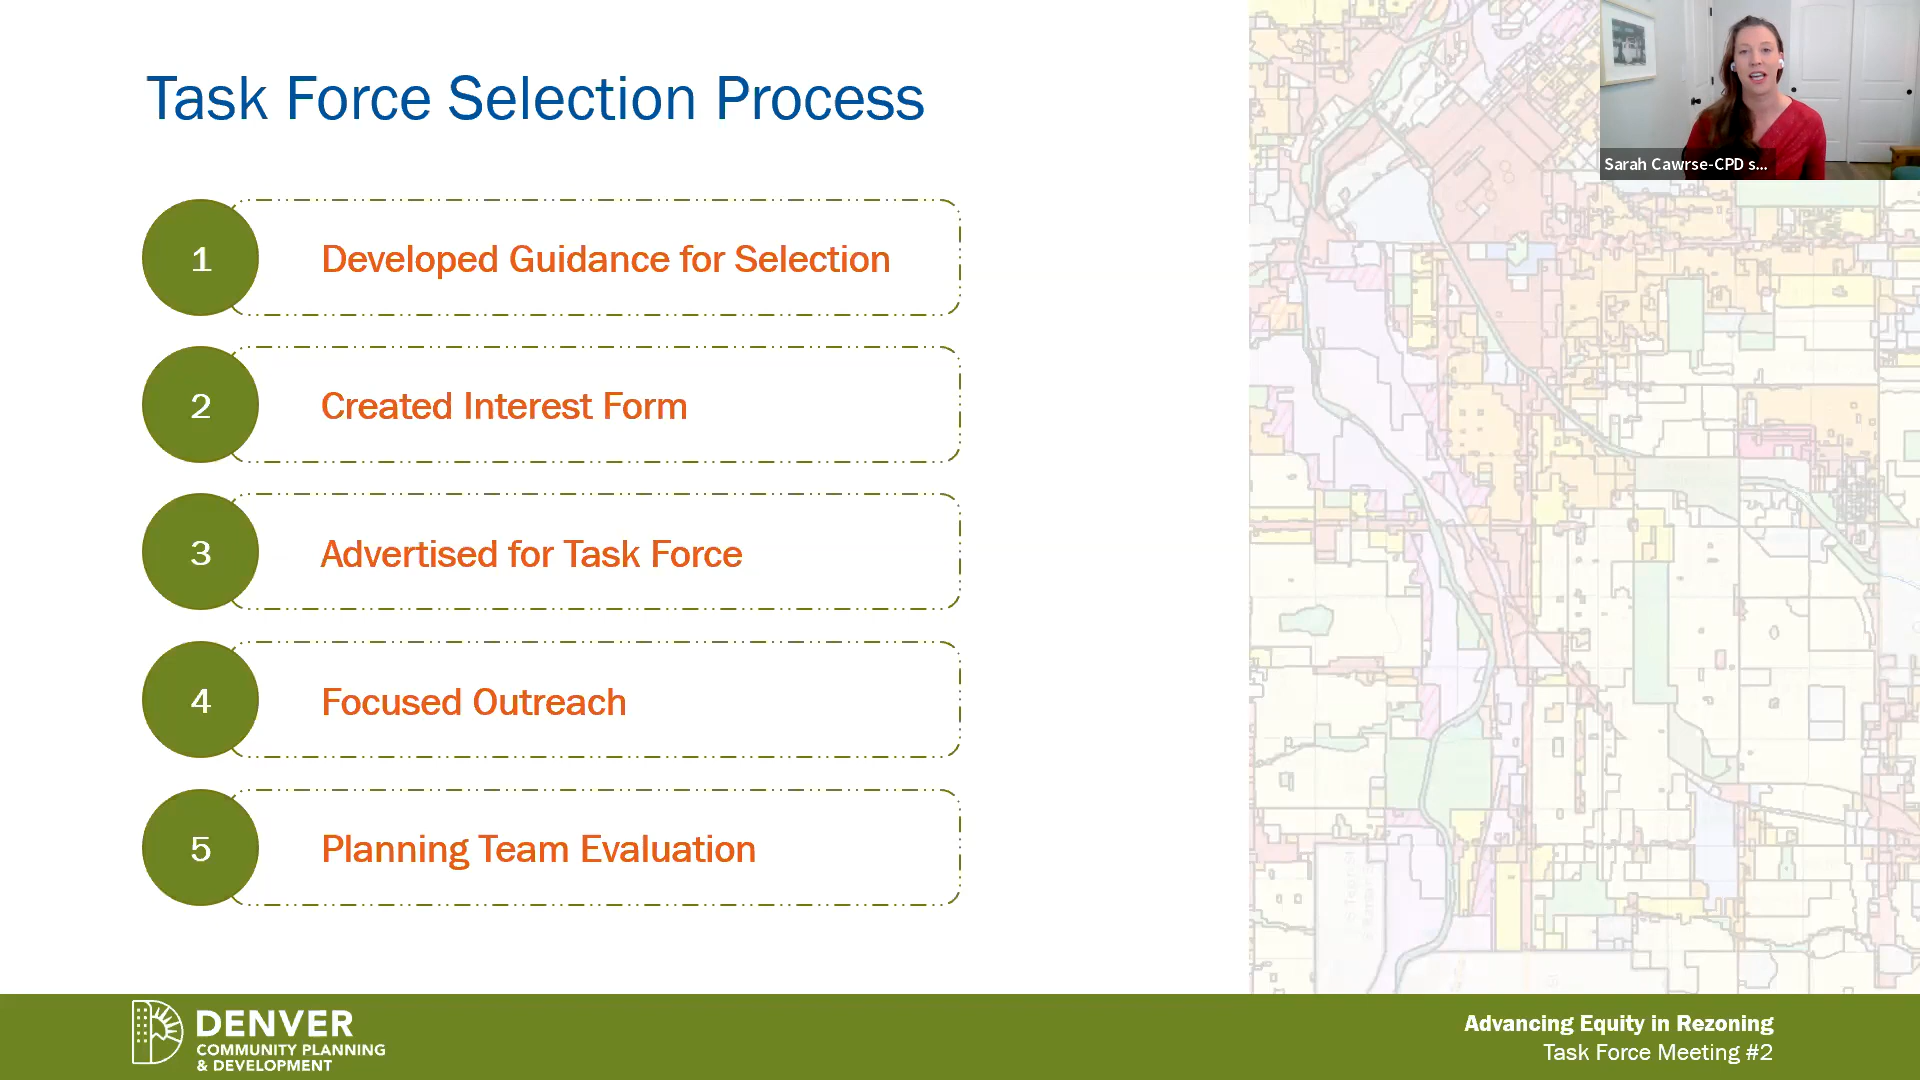 Task Force Selection Process
Sarah Cawrse-CPD s...
1
Developed Guidance for Selection
2
Created Interest Form
3
Advertised for Task Force
4
Focused Outreach
5
Planning Team Evaluation
DENVER
COMMUNITY PLANNING
& DEVELOPMENT
Advancing Equity in Rezoning
Task Force Meeting #2